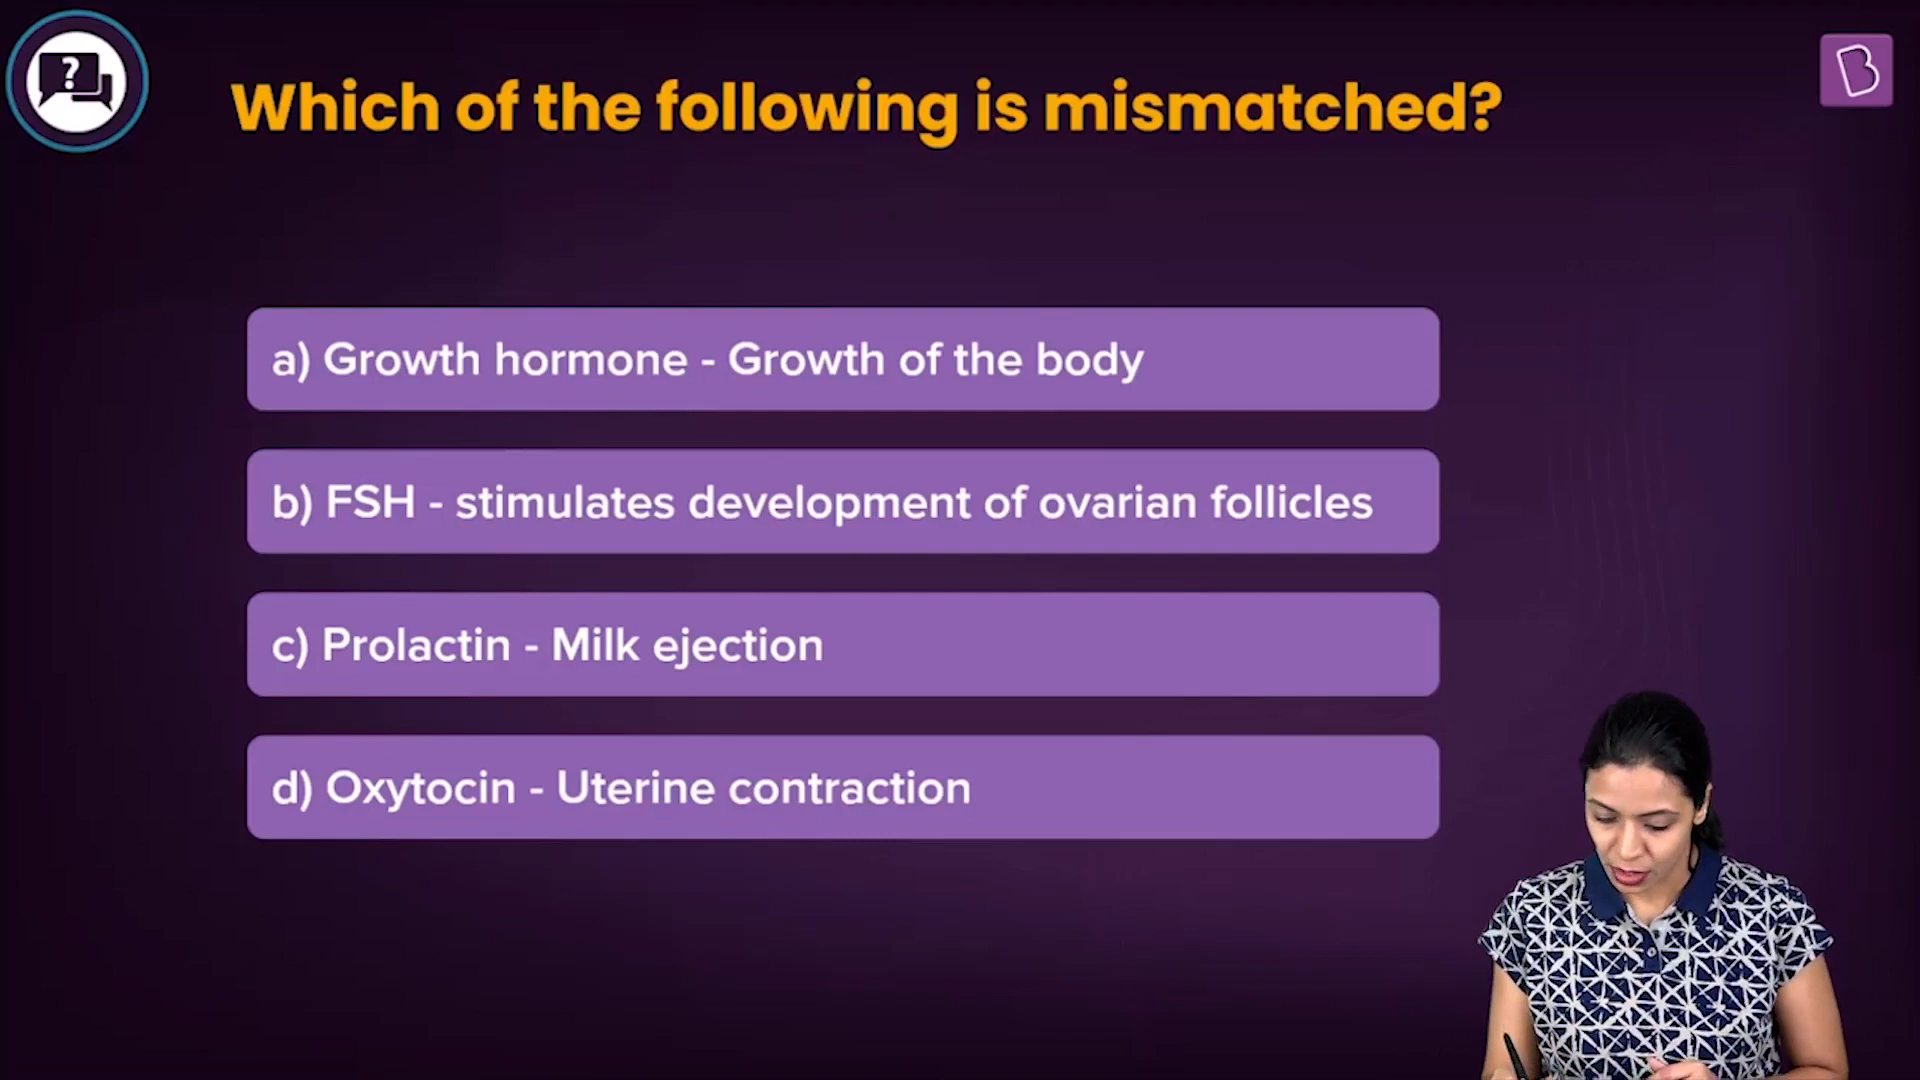 ?
B
Which of the following is mismatched?
a) Growth hormone - Growth of the body
b) FSH - stimulates development of ovarian follicles
c) Prolactin - Milk ejection
d) Oxytocin - Uterine contraction